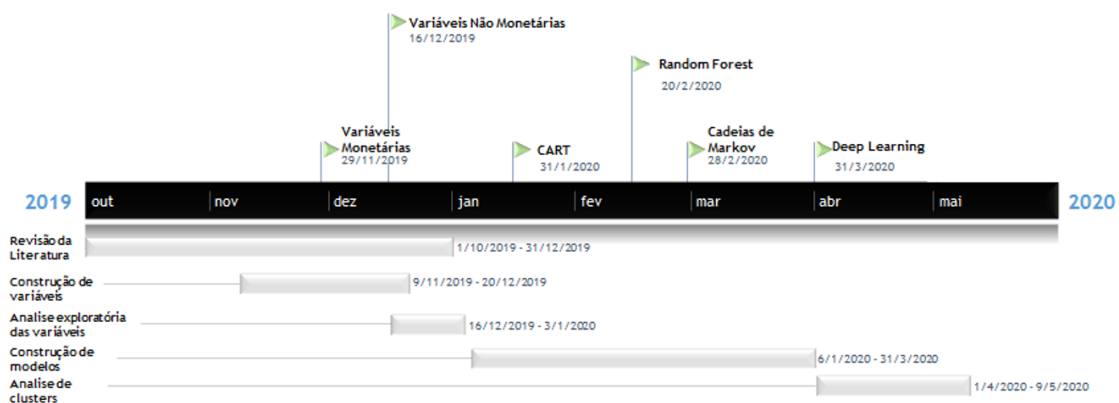 Variáveis Não Monetárias
16/12/2019
Random Forest
20/2/2020
Variáveis
Monetárias
29/11/2019
CART
31/1/2020
Cadeias de
Markov
28/2/2020
Deep Learning
31/3/2020
2019 out nov dez jan fev mar abr mai 2020
Revisão da
Literatura
1/10/2019 - 31/12/2019
Construção de
variáveis
9/11/2019 - 20/12/2019
Analise exploratória
das variáveis
16/12/2019 - 3/1/2020
Construção de
modelos
6/1/2020 - 31/3/2020
Analise de
clusters
1/4/2020 - 9/5/2020